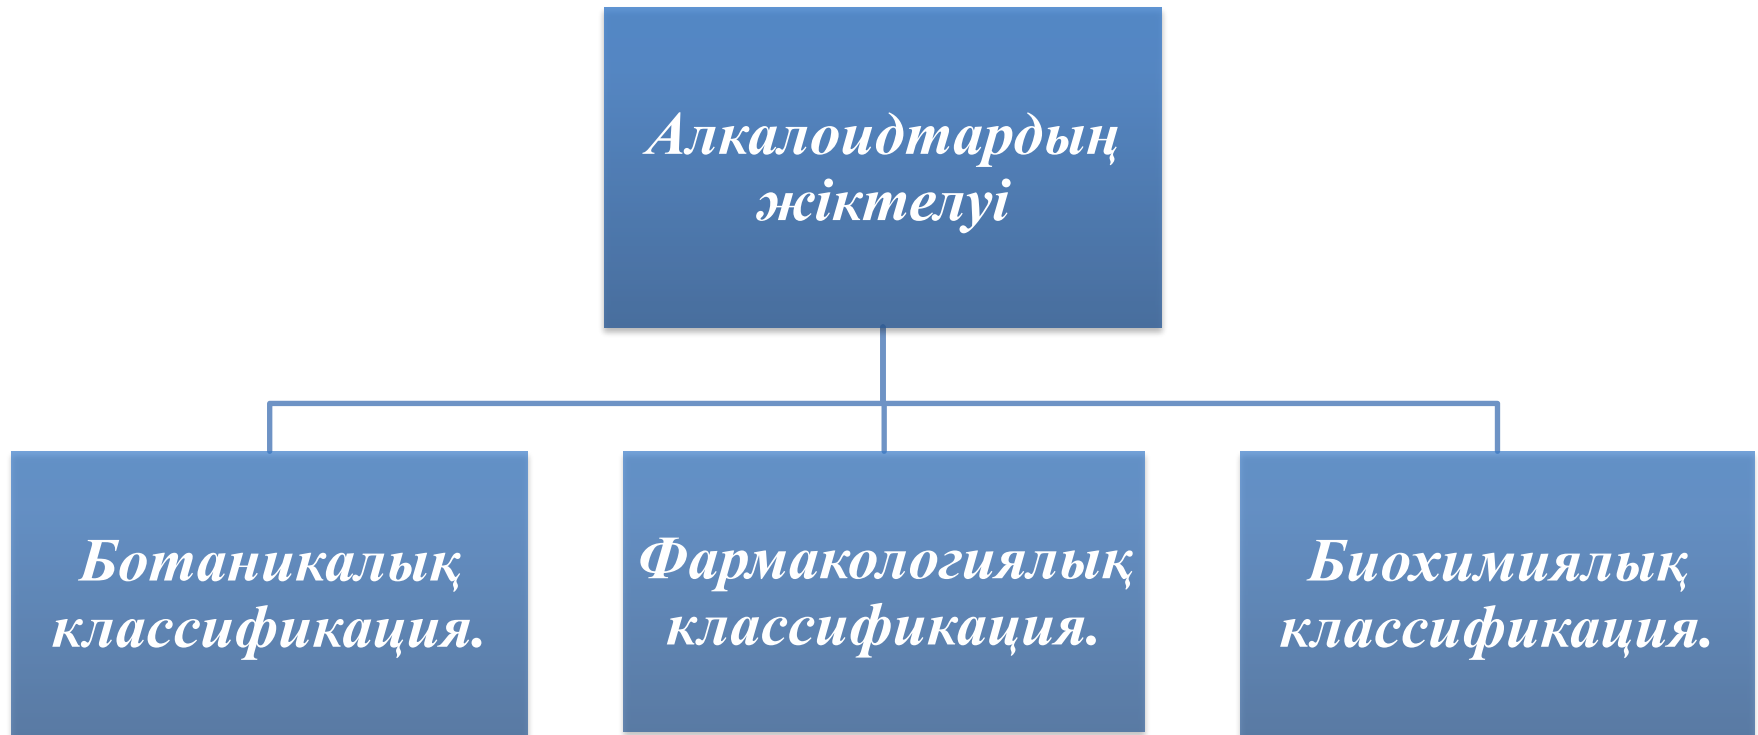 Алкалоидтардың
жіктелуі
Ботаникалық
классификация.
Фармакологиялық
классификация.
Биохимиялық
классификация.